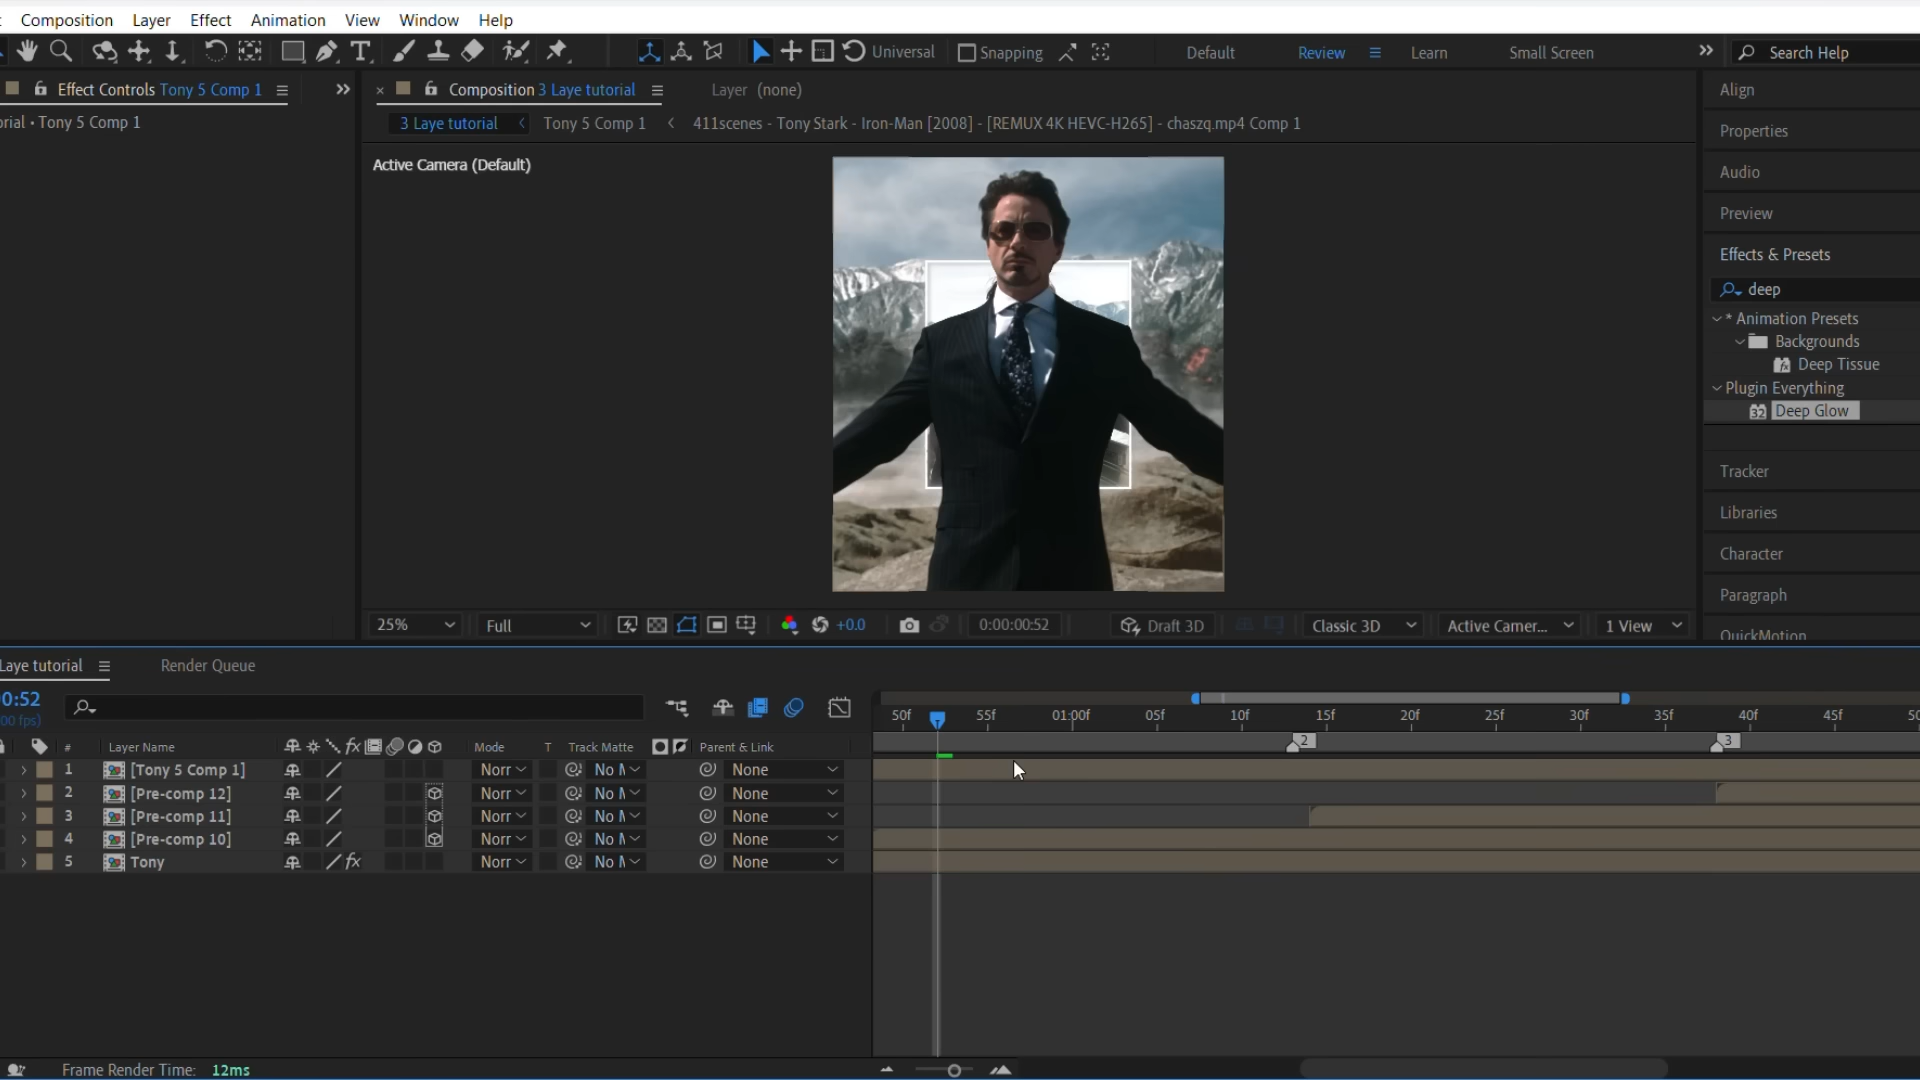 Composition Layer Effect Animation View Window Help
Universal Snapping Default Review Learn Small Screen Search Help
Effect Controls Tony 5 Comp 1
Composition 3 Laye tutorial Layer (none)
Align
rial • Tony 5 Comp 1
3 Laye tutorial Tony 5 Comp 1 411scenes - Tony Stark - Iron-Man [2008] - [REMUX 4K HEVC-H265] - chaszq.mp4 Comp 1
Properties
Active Camera (Default)
Audio
Preview
Effects & Presets
deep
* Animation Presets
Backgrounds
Deep Tissue
Plugin Everything
32 Deep Glow
Tracker
Libraries
Character
Paragraph
QuickMotion
25% Full +0.0 0:00:00:52 Draft 3D Classic 3D Active Camer... 1 View
Laye tutorial Render Queue
0:52
00 fps)
50f 55f 01:00f 05f 10f 15f 20f 25f 30f 35f 40f 45f 50
2 3
# Layer Name fx Mode T Track Matte Parent & Link
1 [Tony 5 Comp 1] Norr No M None
2 [Pre-comp 12] Norr No M None
3 [Pre-comp 11] Norr No M None
4 [Pre-comp 10] Norr No M None
5 Tony fx Norr No M None
Frame Render Time: 12ms